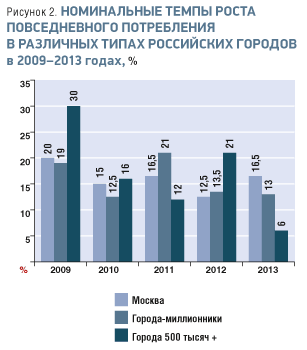 Рисунок 2. НОМИНАЛЬНЫЕ ТЕМПЫ РОСТА
ПОВСЕДНЕВНОГО ПОТРЕБЛЕНИЯ
В РАЗЛИЧНЫХ ТИПАХ РОССИЙСКИХ ГОРОДОВ
в 2009–2013 годах, %
35
30
25
20
15
10
5
%
20 19 30
15 12,5 16
16,5 21 12
12,5 13,5 21
16,5 13 6
2009 2010 2011 2012 2013
Москва
Города-миллионники
Города 500 тысяч +